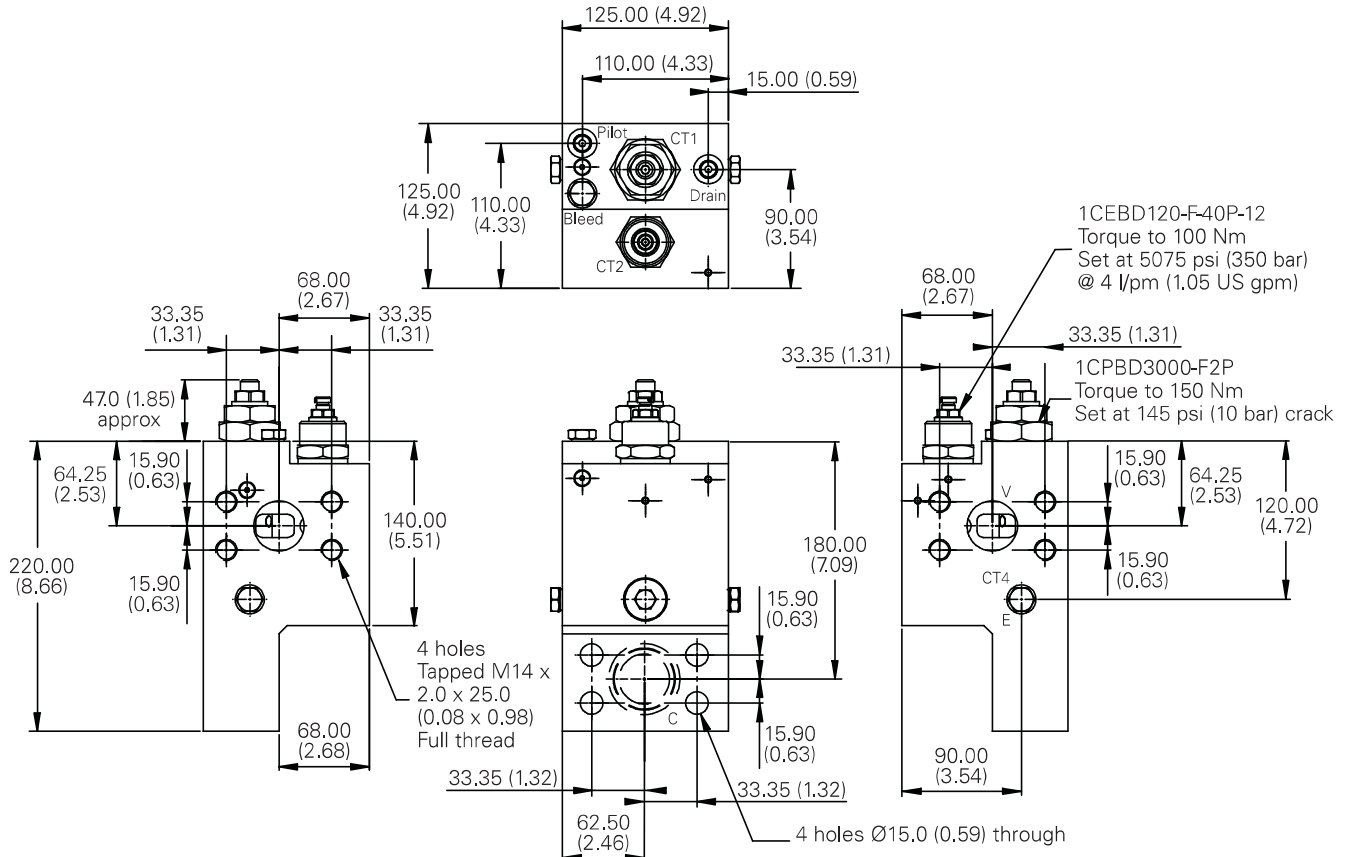 125.00 (4.92)
110.00 (4.33)
15.00 (0.59)
Pilot
CT1
125.00
(4.92)
110.00
(4.33)
Bleed
Drain
90.00
(3.54)
CT2
1CEBD120-F-40P-12
Torque to 100 Nm
Set at 5075 psi (350 bar)
@ 4 l/pm (1.05 US gpm)
68.00
(2.67)
33.35
(1.31)
33.35
(1.31)
47.0 (1.85)
approx
64.25
(2.53)
15.90
(0.63)
220.00
(8.66)
15.90
(0.63)
140.00
(5.51)
4 holes
Tapped M14 x
2.0 x 25.0
(0.08 x 0.98)
Full thread
68.00
(2.68)
180.00
(7.09)
15.90
(0.63)
C
15.90
(0.63)
33.35 (1.32)
33.35 (1.32)
62.50
(2.46)
4 holes Ø15.0 (0.59) through
68.00
(2.67)
33.35 (1.31)
33.35 (1.31)
1CPBD3000-F2P
Torque to 150 Nm
Set at 145 psi (10 bar) crack
V
15.90
(0.63)
64.25
(2.53)
120.00
(4.72)
15.90
(0.63)
CT4
E
90.00
(3.54)